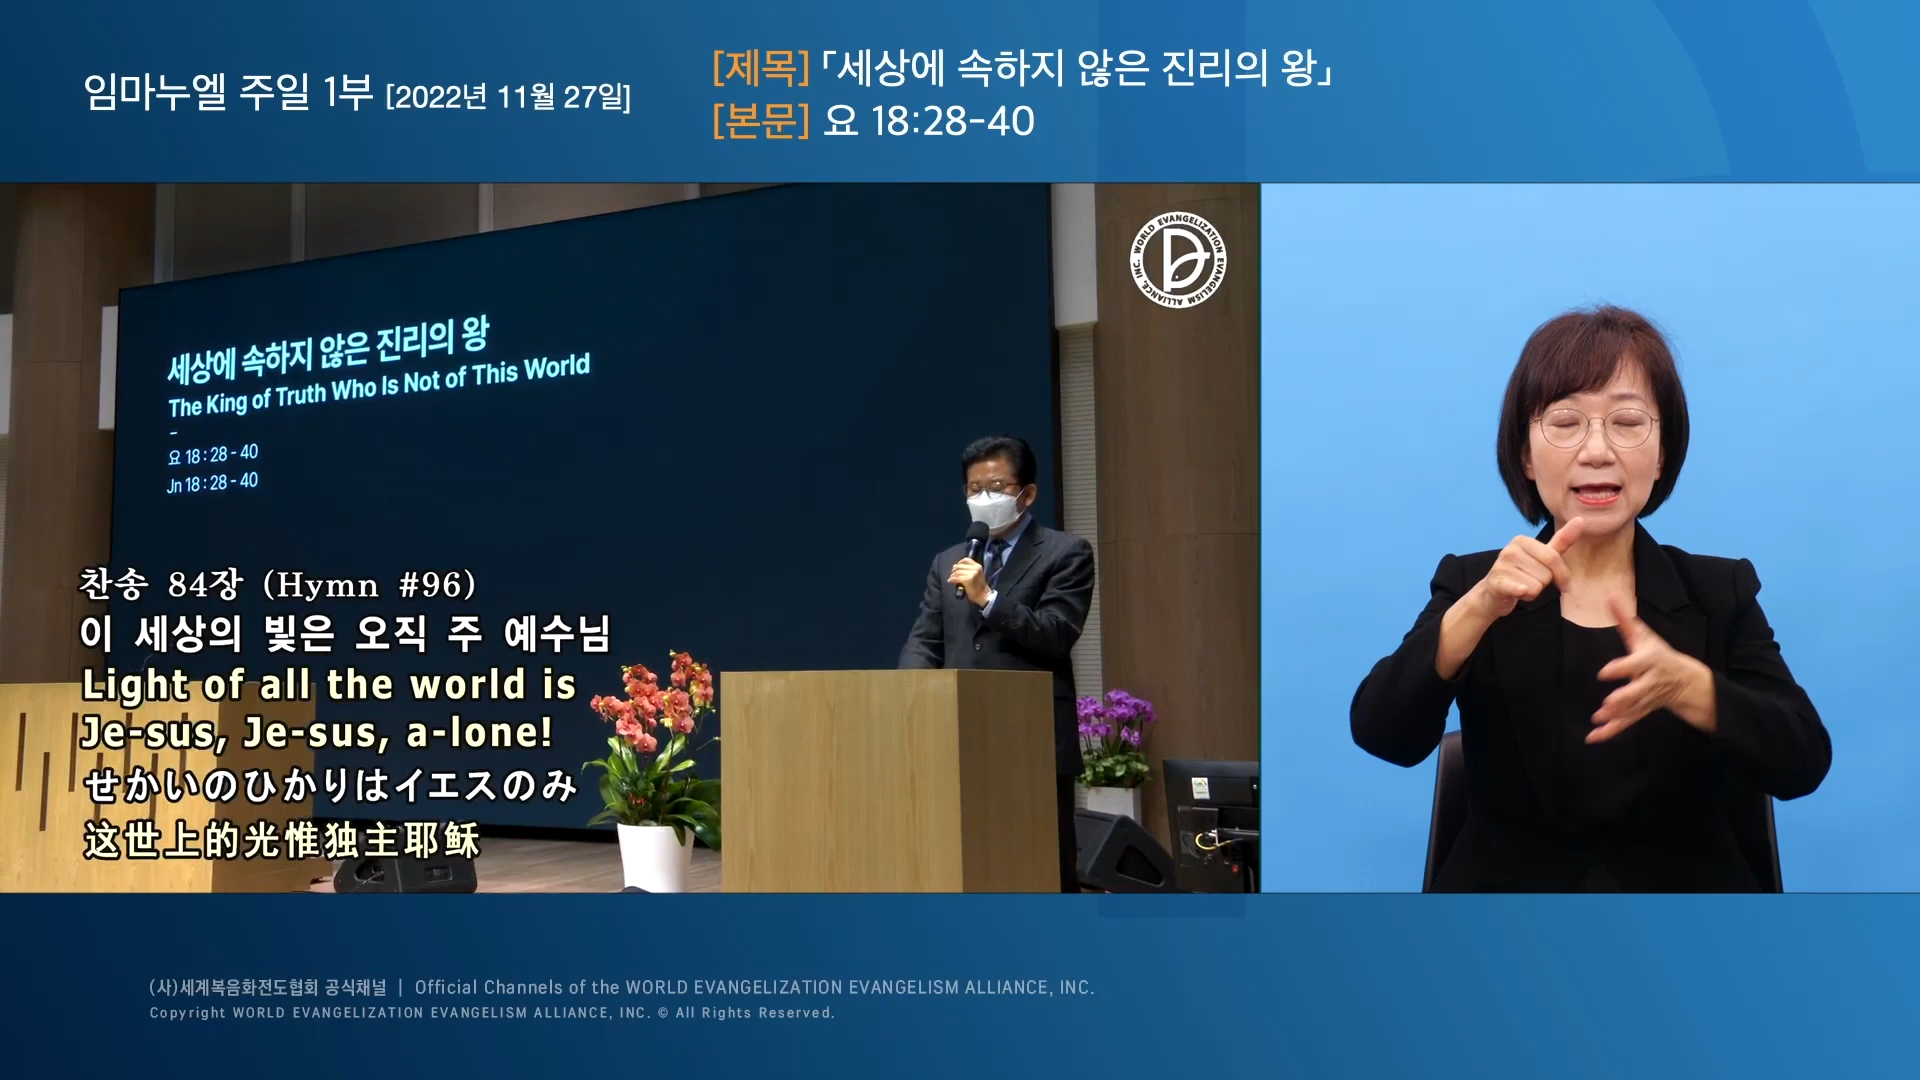 임마누엘 주일 1부 [2022년 11월 27일]
[제목] 「세상에 속하지 않은 진리의 왕」
[본문] 요 18:28-40
WORLD EVANGELIZATION EVANGELISM ALLIANCE, INC.
세상에 속하지 않은 진리의 왕
The King of Truth Who Is Not of This World
-
요 18 : 28 - 40
Jn 18 : 28 - 40
찬송 84장 (Hymn #96)
이 세상의 빛은 오직 주 예수님
Light of all the world is
Je-sus, Je-sus, a-lone!
せかいのひかりはイエスのみ
这世上的光惟独主耶稣
(사)세계복음화전도협회 공식채널 | Official Channels of the WORLD EVANGELIZATION EVANGELISM ALLIANCE, INC.
Copyright WORLD EVANGELIZATION EVANGELISM ALLIANCE, INC. © All Rights Reserved.